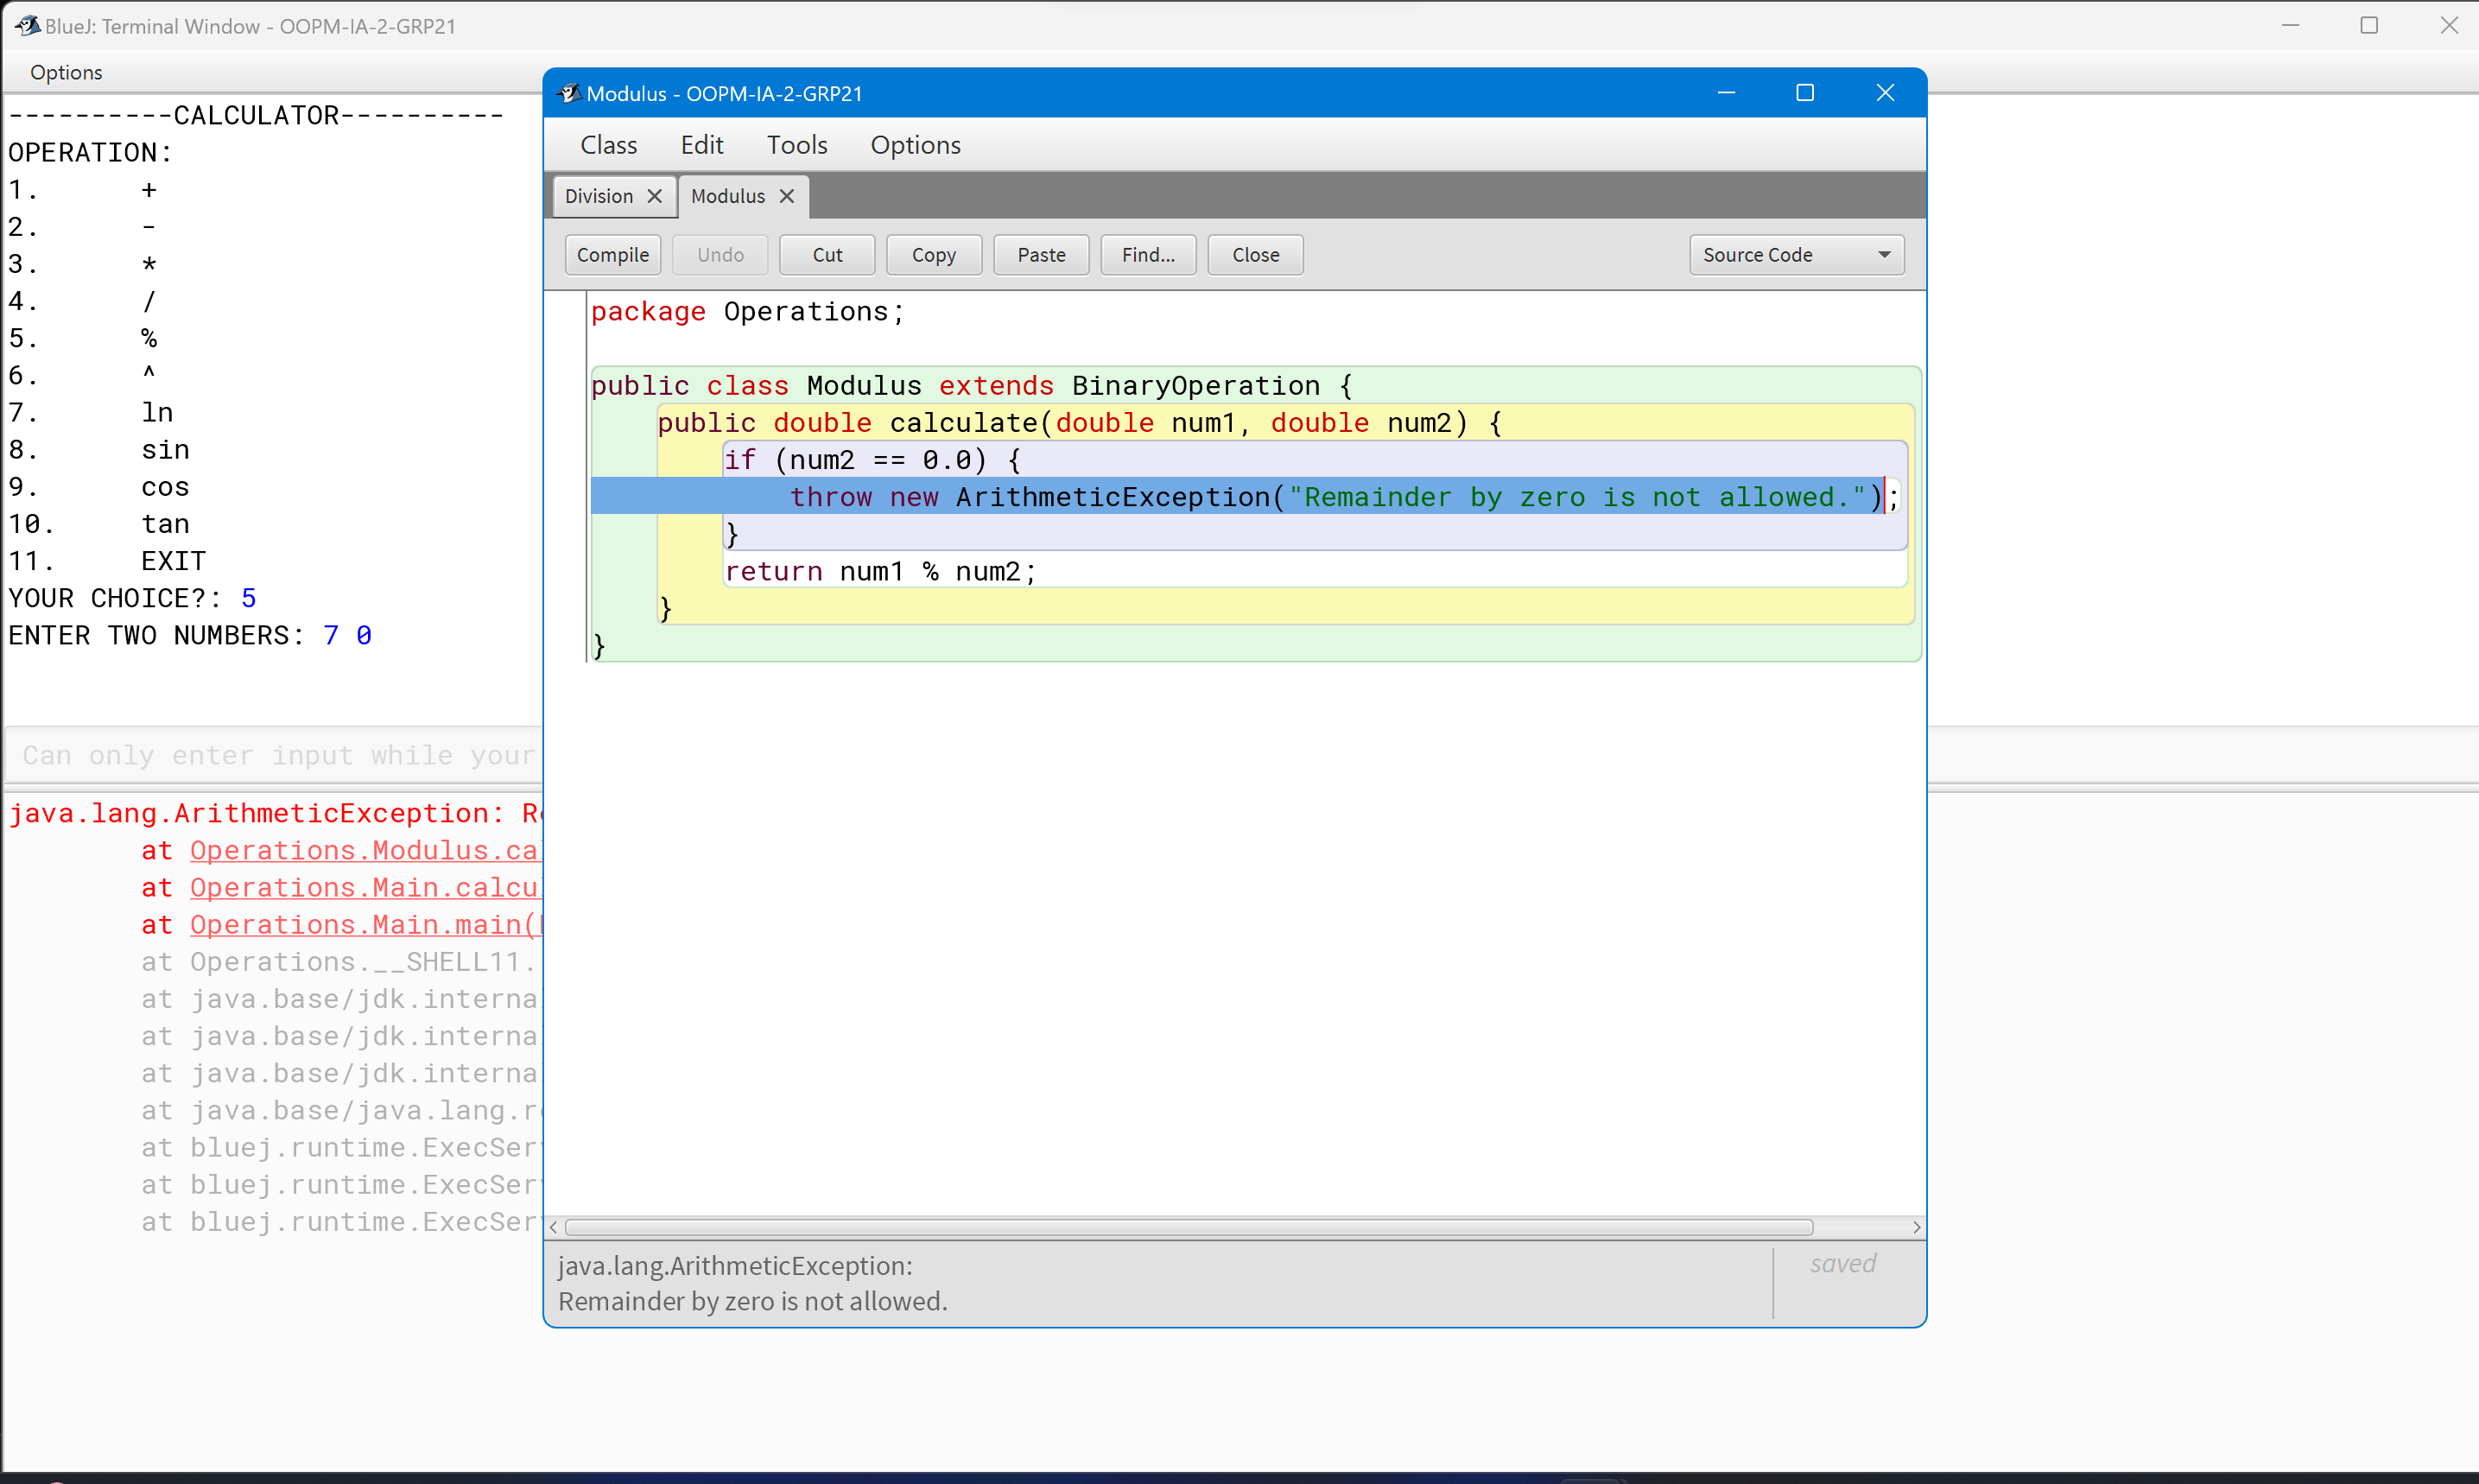 BlueJ: Terminal Window - OOPM-IA-2-GRP21
Options
----------CALCULATOR----------
OPERATION:
1. +
2. -
3. *
4. /
5. %
6. ^
7. ln
8. sin
9. cos
10. tan
11. EXIT
YOUR CHOICE?: 5
ENTER TWO NUMBERS: 7 0
Can only enter input while your
java.lang.ArithmeticException:
at Operations.Modulus.
at Operations.Main.
at Operations.Main.main(
at Operations.__SHELL11.
at java.base/jdk.
at java.base/jdk.
at java.base/jdk.
at java.base/java.lang.
at bluej.runtime.
at bluej.runtime.
at bluej.runtime.
Modulus - OOPM-IA-2-GRP21
Class Edit Tools Options
Division Modulus
Compile Undo Cut Copy Paste Find... Close Source Code
package Operations;
public class Modulus extends BinaryOperation {
public double calculate(double num1, double num2) {
if (num2 == 0.0) {
throw new ArithmeticException("Remainder by zero is not allowed.");
}
return num1 % num2;
}
}
java.lang.ArithmeticException:
Remainder by zero is not allowed.
saved